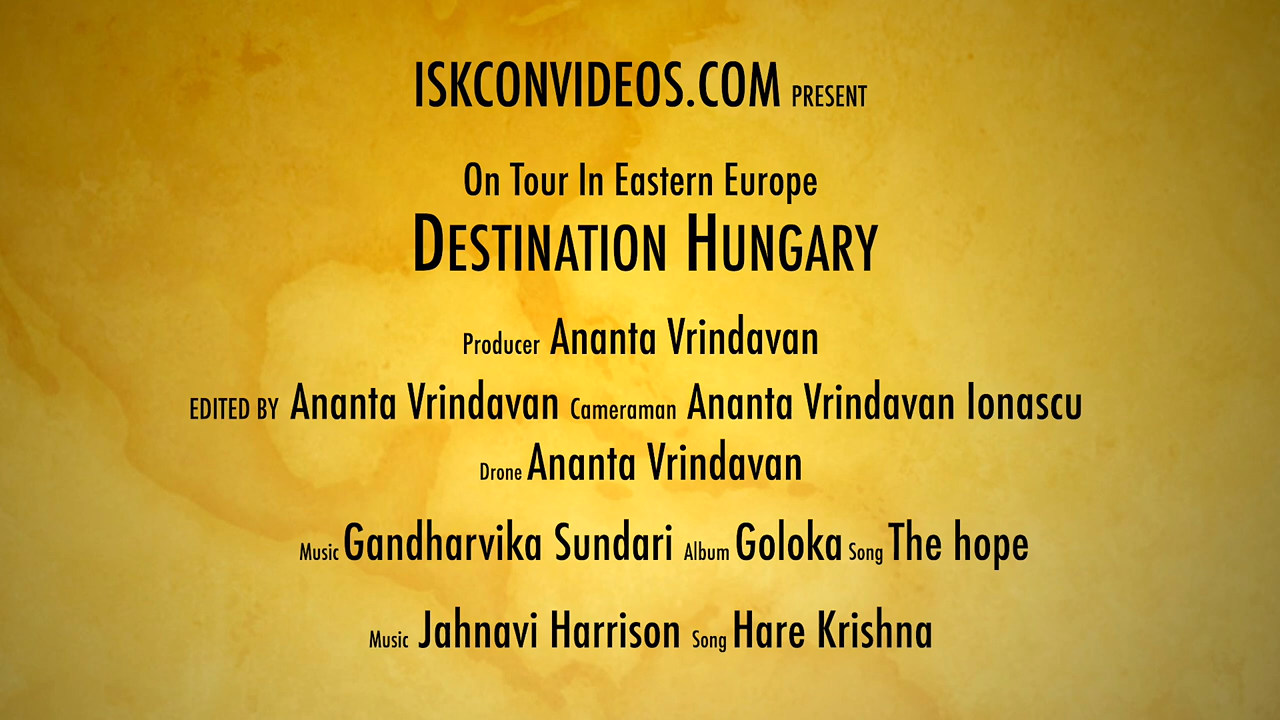 ISKCONVIDEOS.COM PRESENT
On Tour In Eastern Europe
DESTINATION HUNGARY
Producer Ananta Vrindavan
EDITED BY Ananta Vrindavan Cameraman Ananta Vrindavan Ionascu
Drone Ananta Vrindavan
Music Gandharvika Sundari Album Goloka Song The hope
Music Jahnavi Harrison Song Hare Krishna